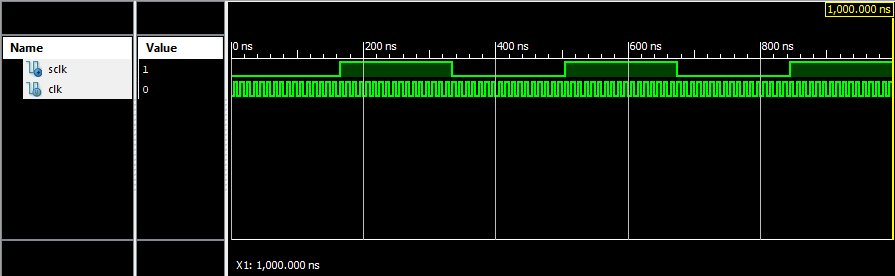 1,000.000 ns
Name Value
0 ns 200 ns 400 ns 600 ns 800 ns
sclk 1
clk 0
X1: 1,000.000 ns